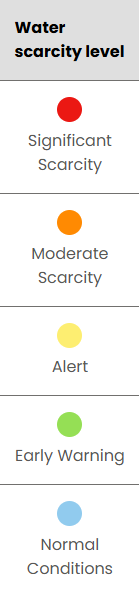 Water
scarcity level
Significant
Scarcity
Moderate
Scarcity
Alert
Early Warning
Normal
Conditions